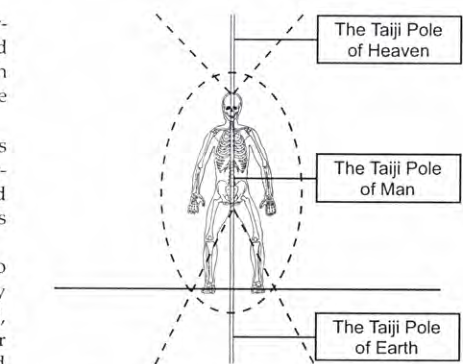 The Taiji Pole
of Heaven
The Taiji Pole
of Man
The Taiji Pole
of Earth